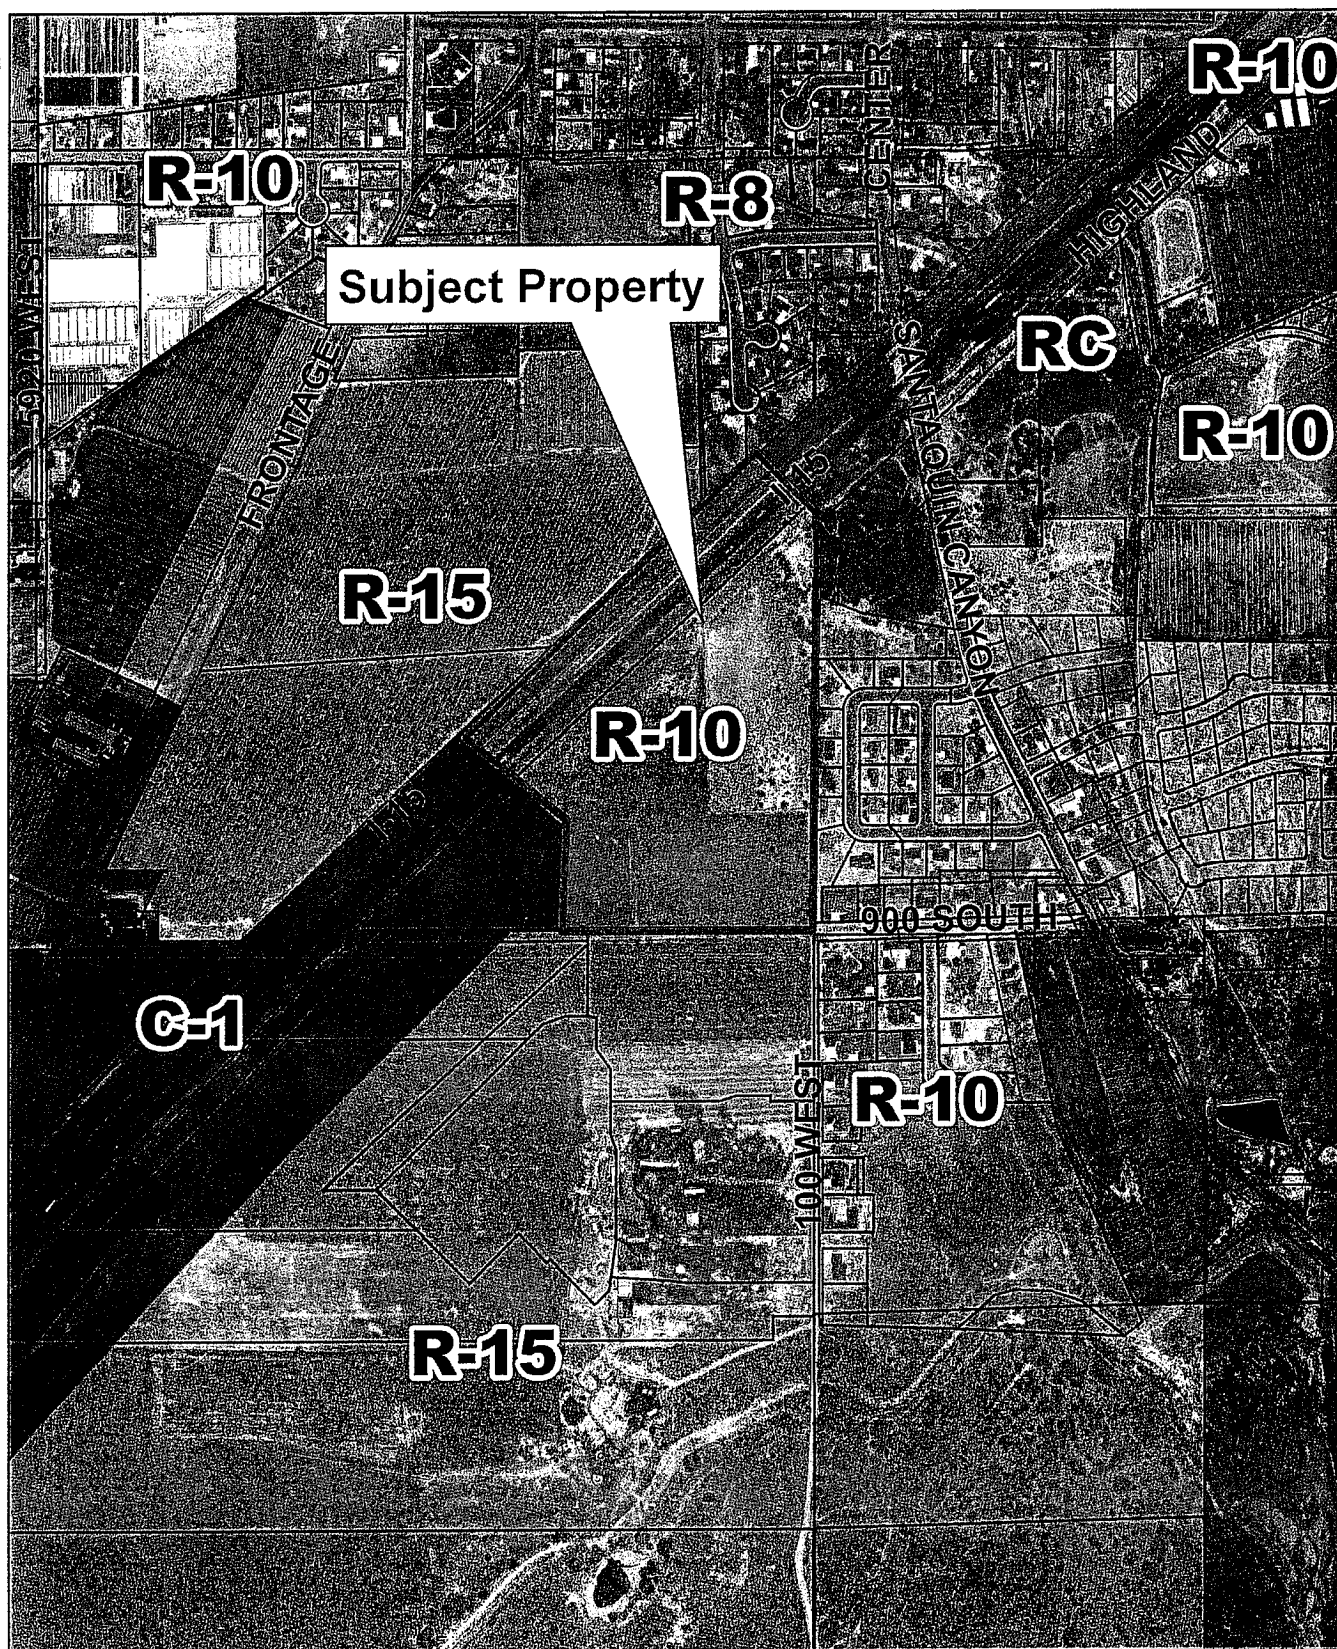 R-10
CENTER
HIGHLAND
R-10
R-8
5920 WEST
Subject Property
FRONTAGE
SANTAQUIN CANYON
RC
R-10
I-15
R-15
R-10
I-15
900 SOUTH
C-1
100 WEST
R-10
R-15